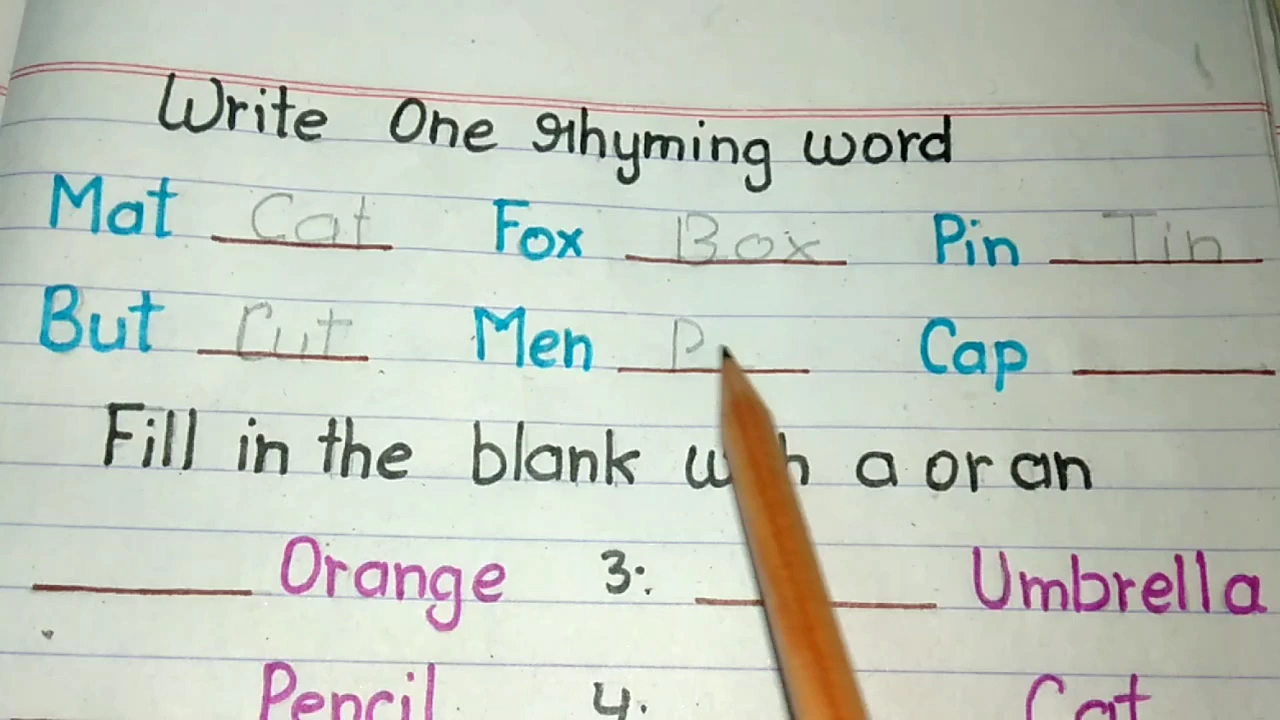 Write One rhyming word
Mat Cat Fox Box Pin Tin
But Cut Men P Cap
Fill in the blank with a or an
Orange 3. Umbrella
Pencil 4. Cat